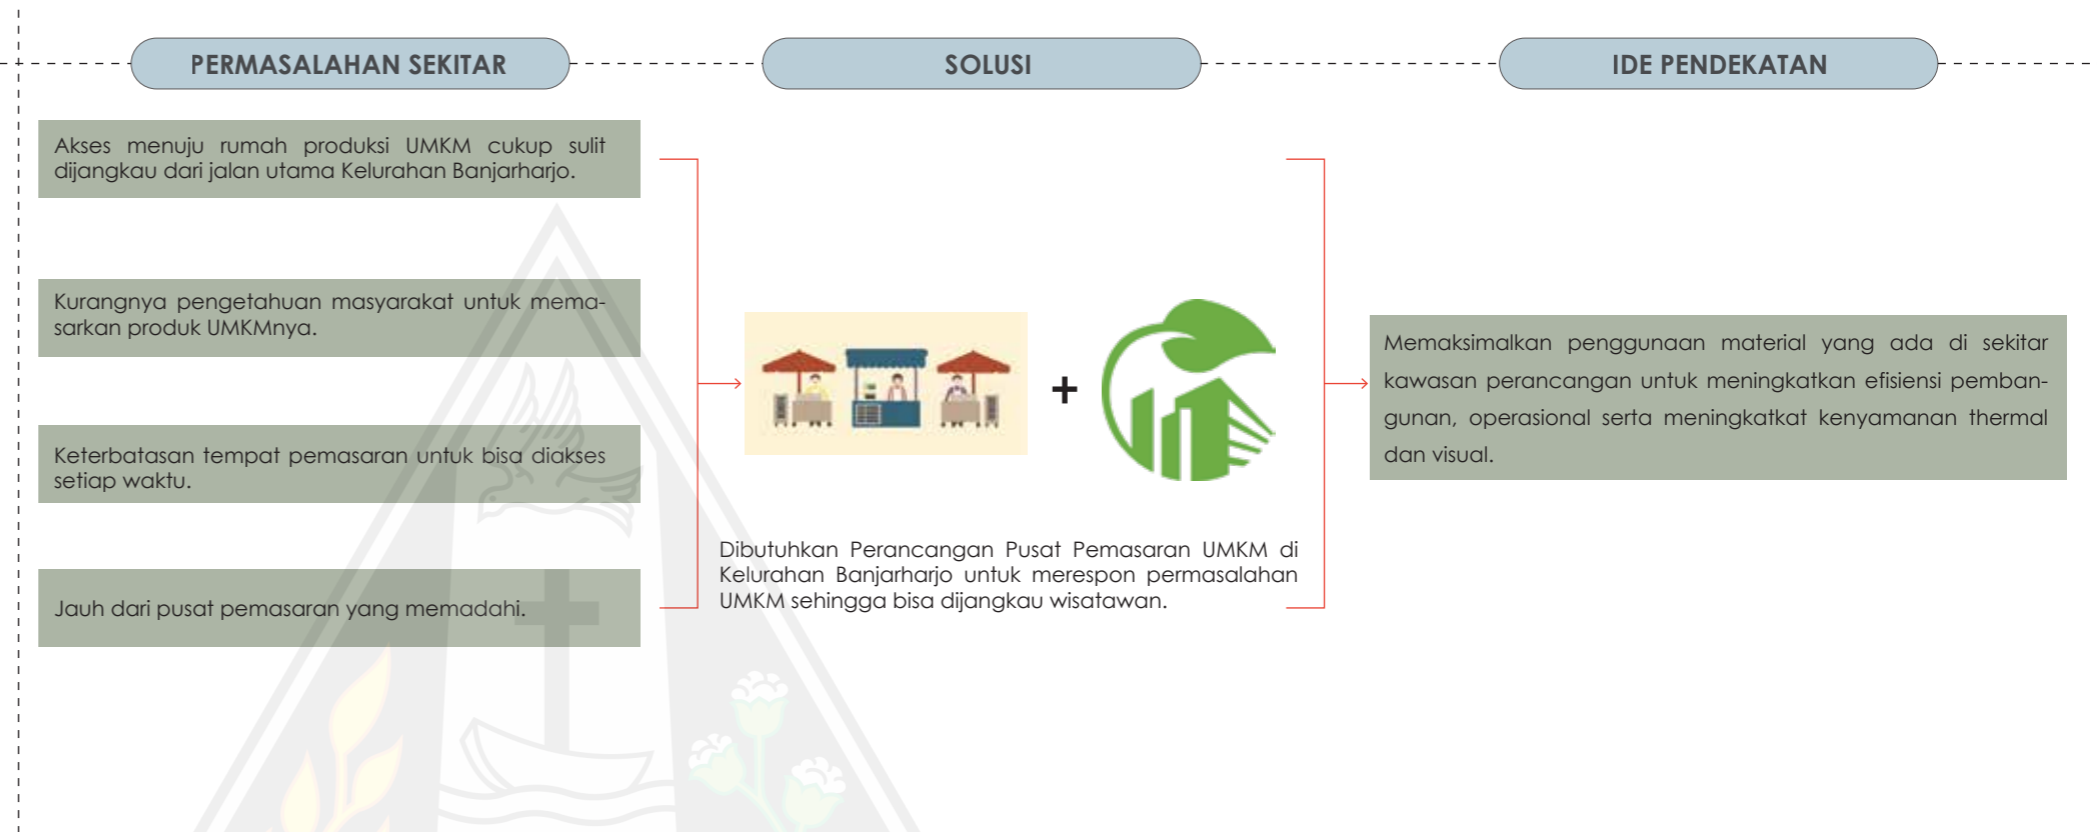 PERMASALAHAN SEKITAR
SOLUSI
IDE PENDEKATAN
Akses menuju rumah produksi UMKM cukup sulit
dijangkau dari jalan utama Kelurahan Banjarharjo.
Kurangnya pengetahuan masyarakat untuk mema-
sarkan produk UMKMnya.
Keterbatasan tempat pemasaran untuk bisa diakses
setiap waktu.
Jauh dari pusat pemasaran yang memadahi.
+
Dibutuhkan Perancangan Pusat Pemasaran UMKM di
Kelurahan Banjarharjo untuk merespon permasalahan
UMKM sehingga bisa dijangkau wisatawan.
Memaksimalkan penggunaan material yang ada di sekitar
kawasan perancangan untuk meningkatkan efisiensi pemban-
gunan, operasional serta meningkatkat kenyamanan thermal
dan visual.